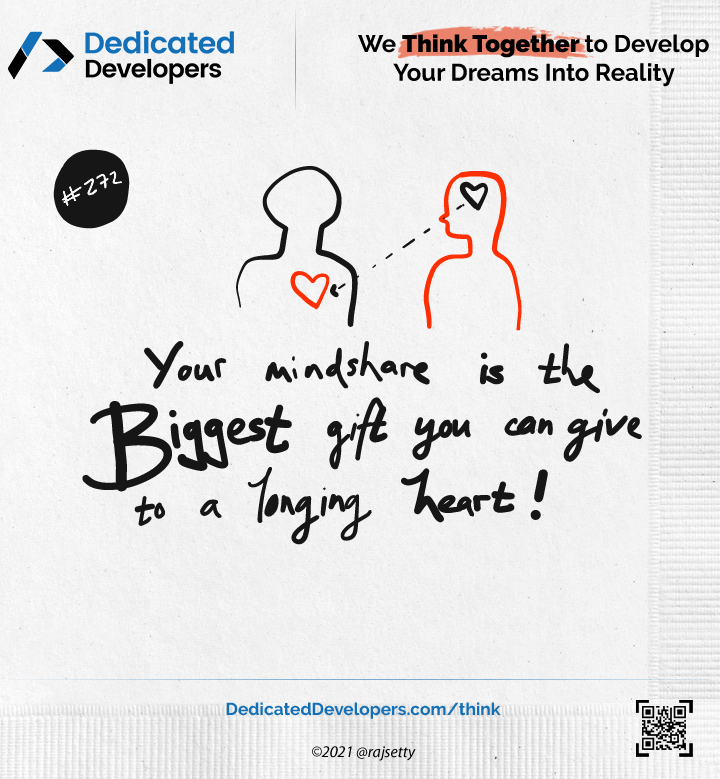 Dedicated
Developers
We Think Together to Develop
Your Dreams Into Reality
#272
Your mindshare is the
Biggest gift you can give
to a longing heart!
DedicatedDevelopers.com/think
©2021 @rajsetty